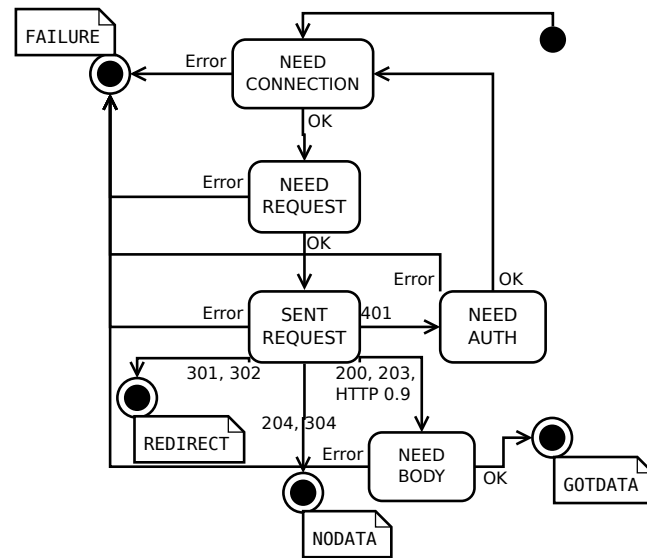 FAILURE
NEED
CONNECTION
Error
OK
NEED
REQUEST
Error
OK
Error
OK
SENT
REQUEST
Error
401
NEED
AUTH
301, 302
200, 203,
HTTP 0.9
204, 304
REDIRECT
Error
NEED
BODY
OK
GOTDATA
NODATA